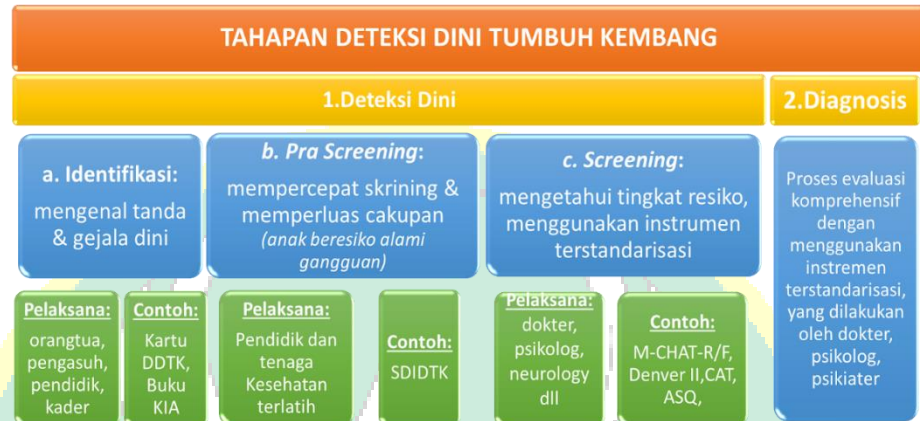 TAHAPAN DETEKSI DINI TUMBUH KEMBANG
1.Deteksi Dini
2.Diagnosis
a. Identifikasi:
mengenal tanda
& gejala dini
b. Pra Screening:
mempercepat skrining &
memperluas cakupan
(anak beresiko alami
gangguan)
c. Screening:
mengetahui tingkat resiko,
menggunakan instrumen
terstandarisasi
Proses evaluasi
komprehensif
dengan
menggunakan
instremen
terstandarisasi,
yang dilakukan
oleh dokter,
psikolog,
psikiater
Pelaksana:
orangtua,
pengasuh,
pendidik,
kader
Contoh:
Kartu
DDTK,
Buku
KIA
Pelaksana:
Pendidik dan
tenaga
Kesehatan
terlatih
Contoh:
SDIDTK
Pelaksana:
dokter,
psikolog,
neurology
dll
Contoh:
M-CHAT-R/F,
Denver II,CAT,
ASQ,